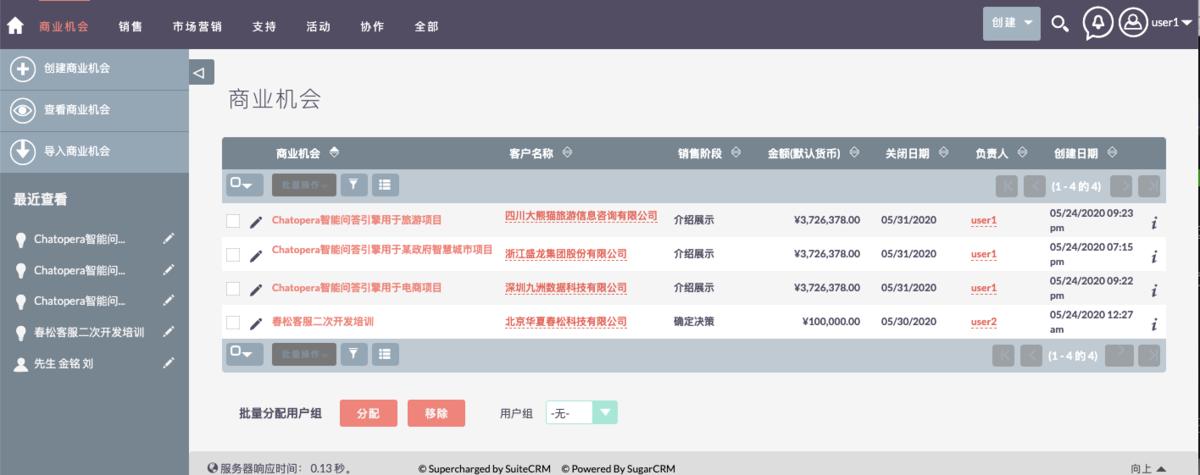 商业机会 销售 市场营销 支持 活动 协作 全部 创建 user1
创建商业机会
查看商业机会
导入商业机会
最近查看
Chatopera智能问...
Chatopera智能问...
Chatopera智能问...
春松客服二次开发培训
先生 金铭 刘
商业机会
商业机会 客户名称 销售阶段 金额(默认货币) 关闭日期 负责人 创建日期
批量操作 (1 - 4 的 4)
Chatopera智能问答引擎用于旅游项目 四川大熊猫旅游信息咨询有限公司 介绍展示 ¥3,726,378.00 05/31/2020 user1 05/24/2020 09:23 pm
Chatopera智能问答引擎用于某政府智慧城市项目 浙江盛龙集团股份有限公司 介绍展示 ¥3,726,378.00 05/31/2020 user1 05/24/2020 07:15 pm
Chatopera智能问答引擎用于电商项目 深圳九洲数据科技有限公司 介绍展示 ¥3,726,378.00 05/31/2020 user1 05/24/2020 09:22 pm
春松客服二次开发培训 北京华夏春松科技有限公司 确定决策 ¥100,000.00 05/30/2020 user2 05/24/2020 12:27 am
批量操作 (1 - 4 的 4)
批量分配用户组 分配 移除 用户组 -无-
服务器响应时间： 0.13 秒。 © Supercharged by SuiteCRM © Powered By SugarCRM 向上